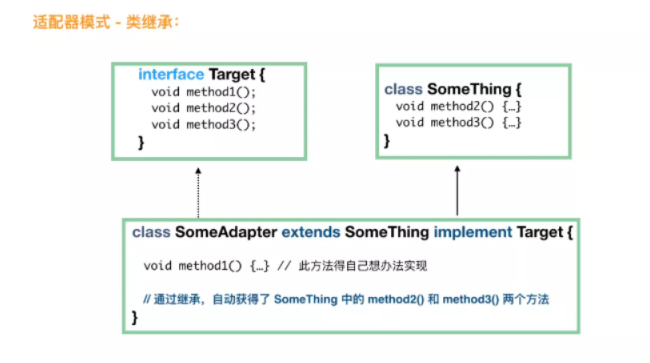 适配器模式 - 类继承:
interface Target {
void method1();
void method2();
void method3();
}
class SomeThing {
void method2() {…}
void method3() {…}
}
class SomeAdapter extends SomeThing implement Target {
void method1() {…} // 此方法得自己想办法实现
// 通过继承，自动获得了 SomeThing 中的 method2() 和 method3() 两个方法
}